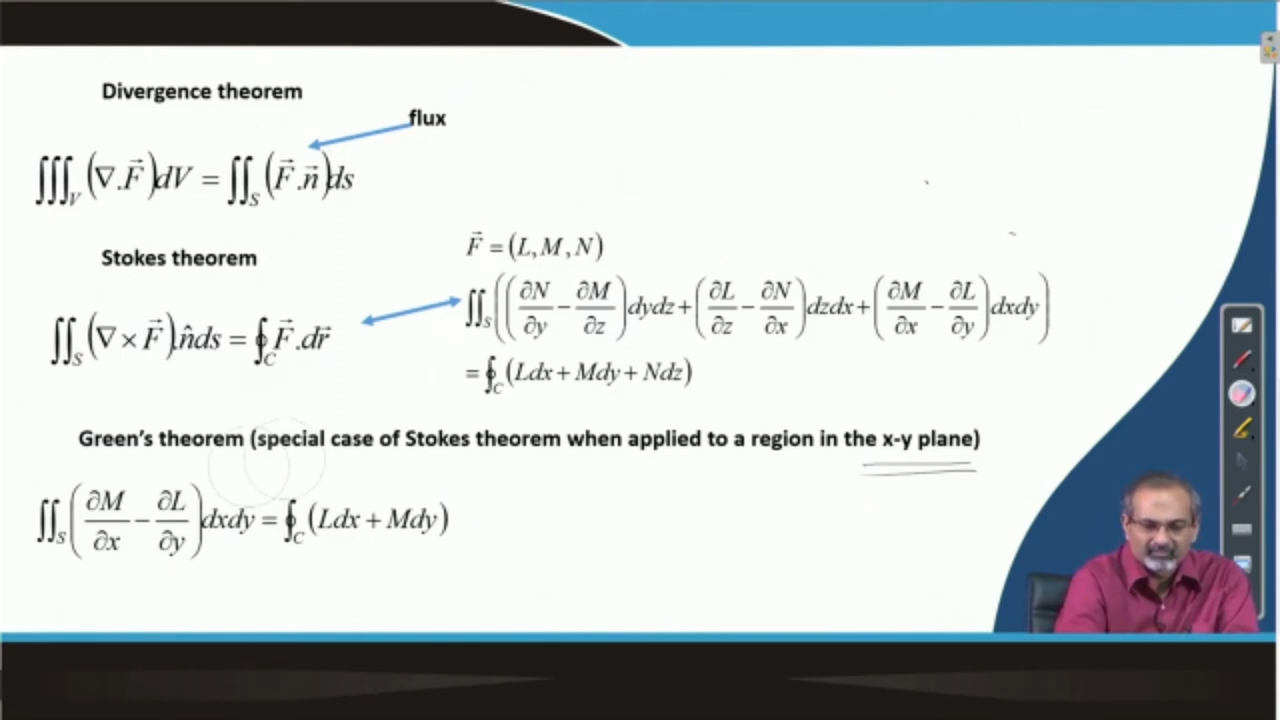 Divergence theorem
flux
∭_V (∇.F⃗)dV = ∬_S (F⃗.n⃗)ds
Stokes theorem
F⃗ = (L, M, N)
∬_S ((∂N/∂y − ∂M/∂z)dydz + (∂L/∂z − ∂N/∂x)dzdx + (∂M/∂x − ∂L/∂y)dxdy)
∬_S (∇ × F⃗).n̂ds = ∮_C F⃗.dr⃗
= ∮_C (Ldx + Mdy + Ndz)
Green's theorem (special case of Stokes theorem when applied to a region in the x-y plane)
∬_S (∂M/∂x − ∂L/∂y)dxdy = ∮_C (Ldx + Mdy)